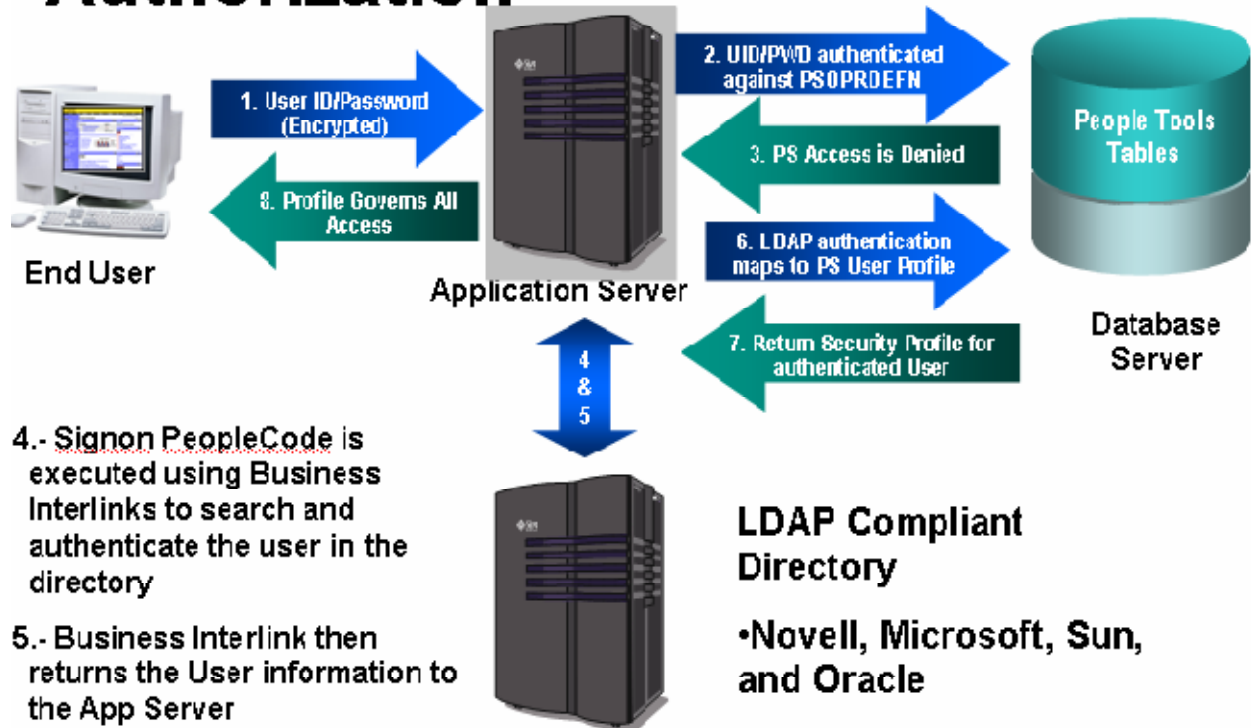 Authorization
1. User ID/Password
(Encrypted)
2. UID/PWD authenticated
against PSOPRDEFN
3. PS Access is Denied
People Tools
Tables
8. Profile Governs All
Access
6. LDAP authentication
maps to PS User Profile
End User
Application Server
7. Return Security Profile for
authenticated User
Database
Server
4
&
5
4.- Signon PeopleCode is
executed using Business
Interlinks to search and
authenticate the user in the
directory
5.- Business Interlink then
returns the User information to
the App Server
LDAP Compliant
Directory
•Novell, Microsoft, Sun,
and Oracle